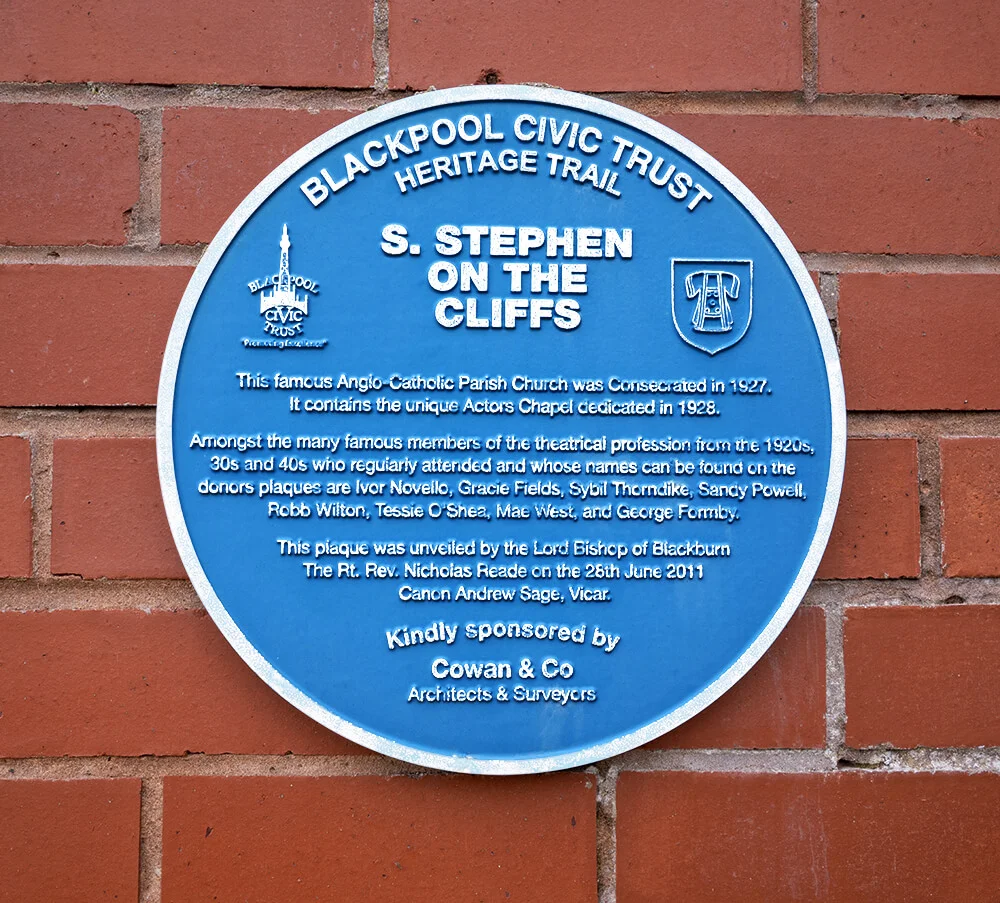 BLACKPOOL CIVIC TRUST
HERITAGE TRAIL
S. STEPHEN
ON THE
CLIFFS
BLACKPOOL
CIVIC
TRUST
"Promoting Excellence"
This famous Anglo-Catholic Parish Church was Consecrated in 1927.
It contains the unique Actors Chapel dedicated in 1928.
Amongst the many famous members of the theatrical profession from the 1920s,
30s and 40s who regularly attended and whose names can be found on the
donors plaques are Ivor Novello, Gracie Fields, Sybil Thorndike, Sandy Powell,
Robb Wilton, Tessie O'Shea, Mae West, and George Formby.
This plaque was unveiled by the Lord Bishop of Blackburn
The Rt. Rev. Nicholas Reade on the 28th June 2011
Canon Andrew Sage, Vicar.
Kindly sponsored by
Cowan & Co
Architects & Surveyors